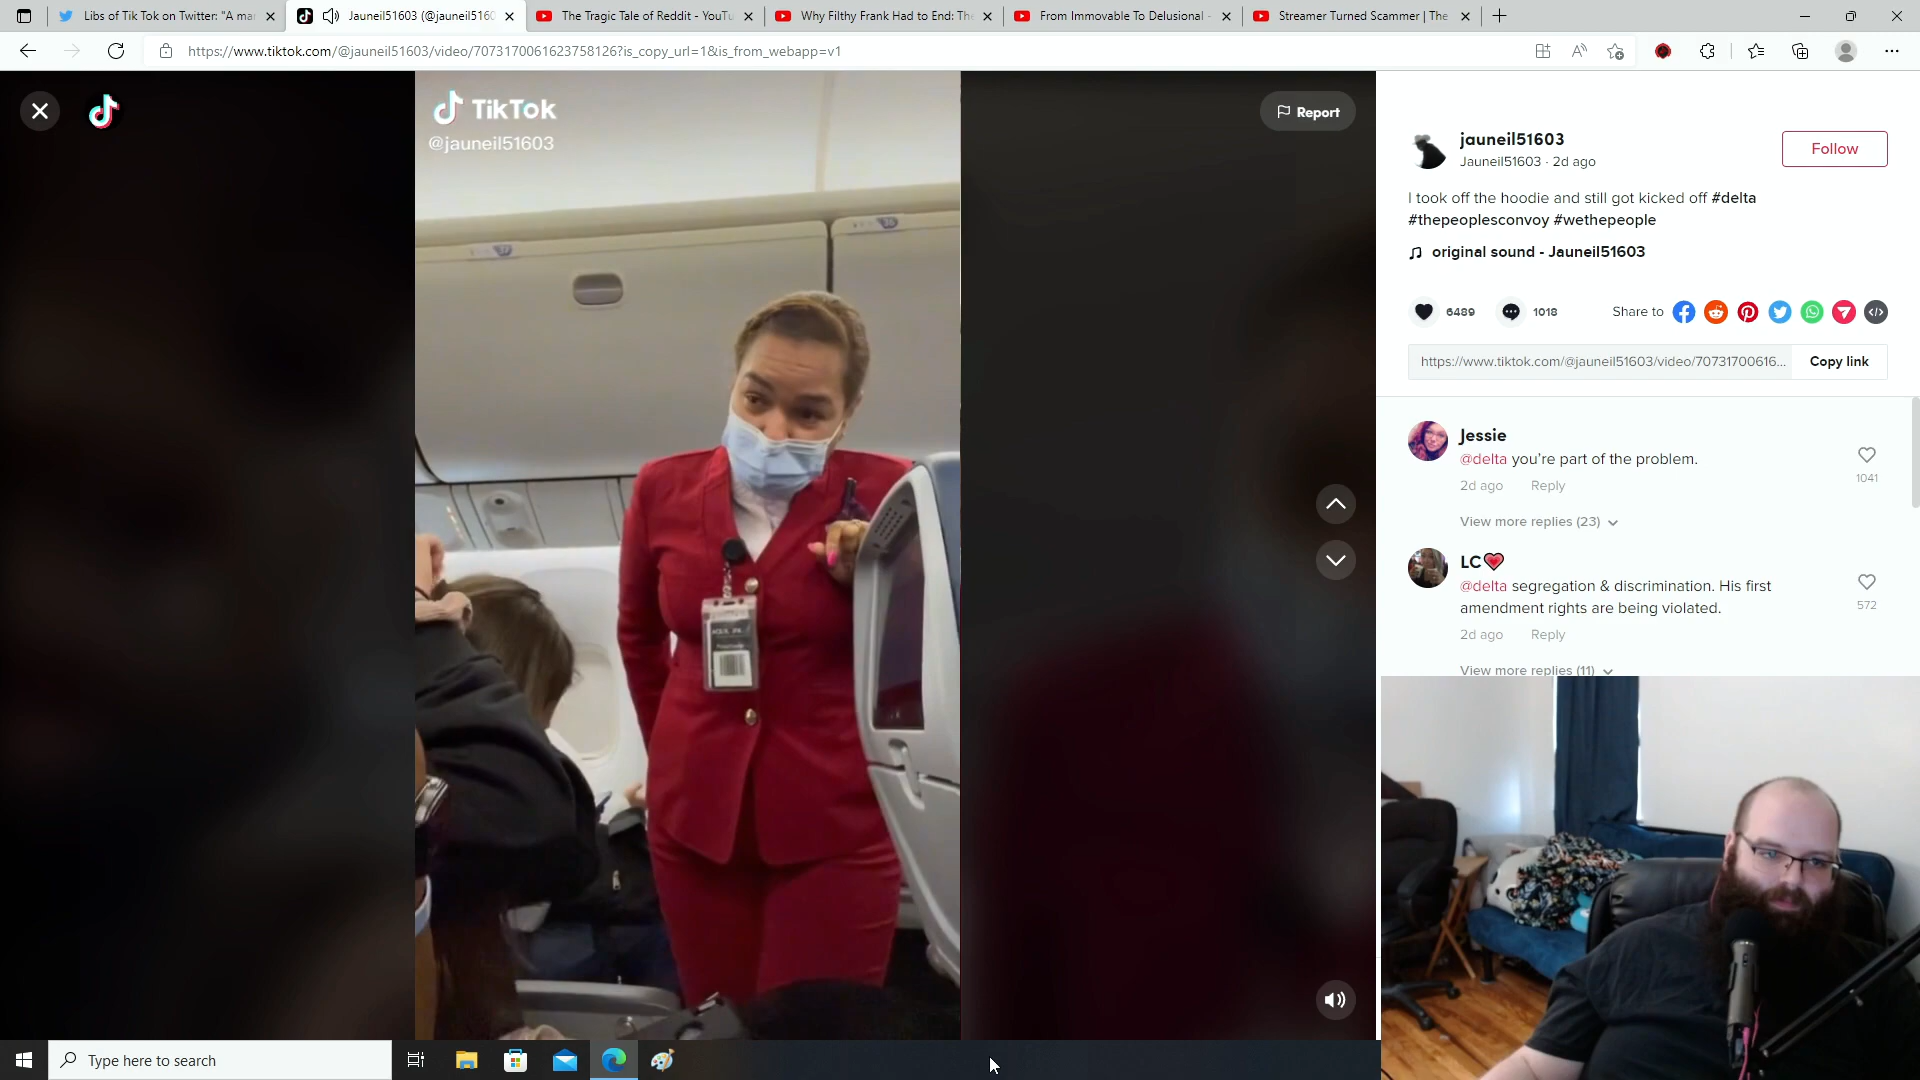 Libs of Tik Tok on Twitter: "A mar
Jauneil51603 (@jauneil5160
The Tragic Tale of Reddit - YouTu
Why Filthy Frank Had to End: The
From Immovable To Delusional -
Streamer Turned Scammer | The
https://www.tiktok.com/@jauneil51603/video/7073170061623758126?is_copy_url=1&is_from_webapp=v1
TikTok
@jauneil51603
Report
jauneil51603
Jauneil51603 · 2d ago
Follow
I took off the hoodie and still got kicked off #delta
#thepeoplesconvoy #wethepeople
original sound - Jauneil51603
6489
1018
Share to
https://www.tiktok.com/@jauneil51603/video/70731700616...
Copy link
Jessie
@delta you're part of the problem.
2d ago Reply
1041
View more replies (23)
LC
@delta segregation & discrimination. His first
amendment rights are being violated.
2d ago Reply
572
View more replies (11)
Type here to search